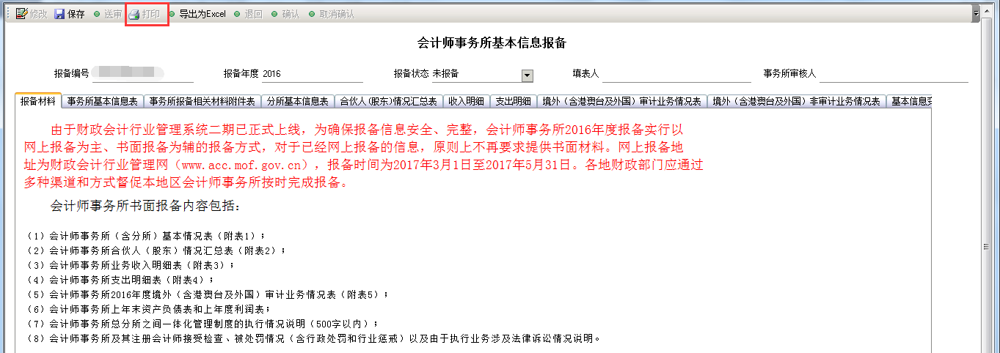 修改 保存 送审 打印 导出为Excel 退回 确认 取消确认
会计师事务所基本信息报备
报备编号 报备年度 2016 报备状态 未报备 填表人 事务所审核人
报备材料 事务所基本信息表 事务所报备相关材料附件表 分所基本信息表 合伙人(股东)情况汇总表 收入明细 支出明细 境外（含港澳台及外国）审计业务情况表 境外（含港澳台及外国）非审计业务情况表 基本信息变
由于财政会计行业管理系统二期已正式上线，为确保报备信息安全、完整，会计师事务所2016年度报备实行以
网上报备为主、书面报备为辅的报备方式，对于已经网上报备的信息，原则上不再要求提供书面材料。网上报备地
址为财政会计行业管理网（www.acc.mof.gov.cn），报备时间为2017年3月1日至2017年5月31日。各地财政部门应通过
多种渠道和方式督促本地区会计师事务所按时完成报备。
会计师事务所书面报备内容包括：
（1）会计师事务所（含分所）基本情况表（附表1）；
（2）会计师事务所合伙人（股东）情况汇总表（附表2）；
（3）会计师事务所业务收入明细表（附表3）；
（4）会计师事务所支出明细表（附表4）；
（5）会计师事务所2016年度境外（含港澳台及外国）审计业务情况表（附表5）；
（6）会计师事务所上年末资产负债表和上年度利润表；
（7）会计师事务所总分所之间一体化管理制度的执行情况说明（500字以内）；
（8）会计师事务所及其注册会计师接受检查、被处罚情况（含行政处罚和行业惩戒）以及由于执行业务涉及法律诉讼情况说明。